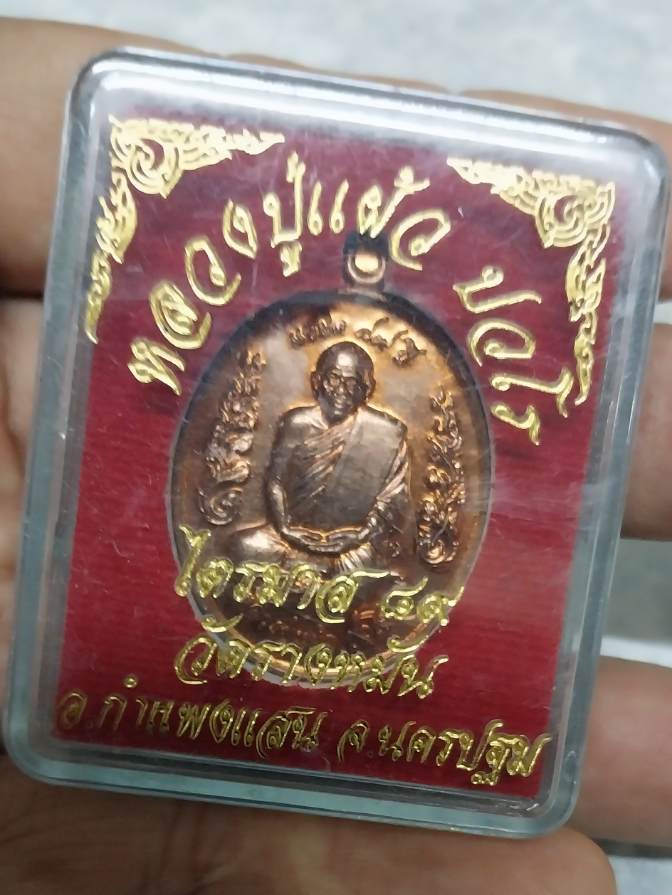 หลวงปู่แผ้ว ปวโร
ไตรมาส ๔๙
วัดรางหมัน
อ.กำแพงแสน จ.นครปฐม